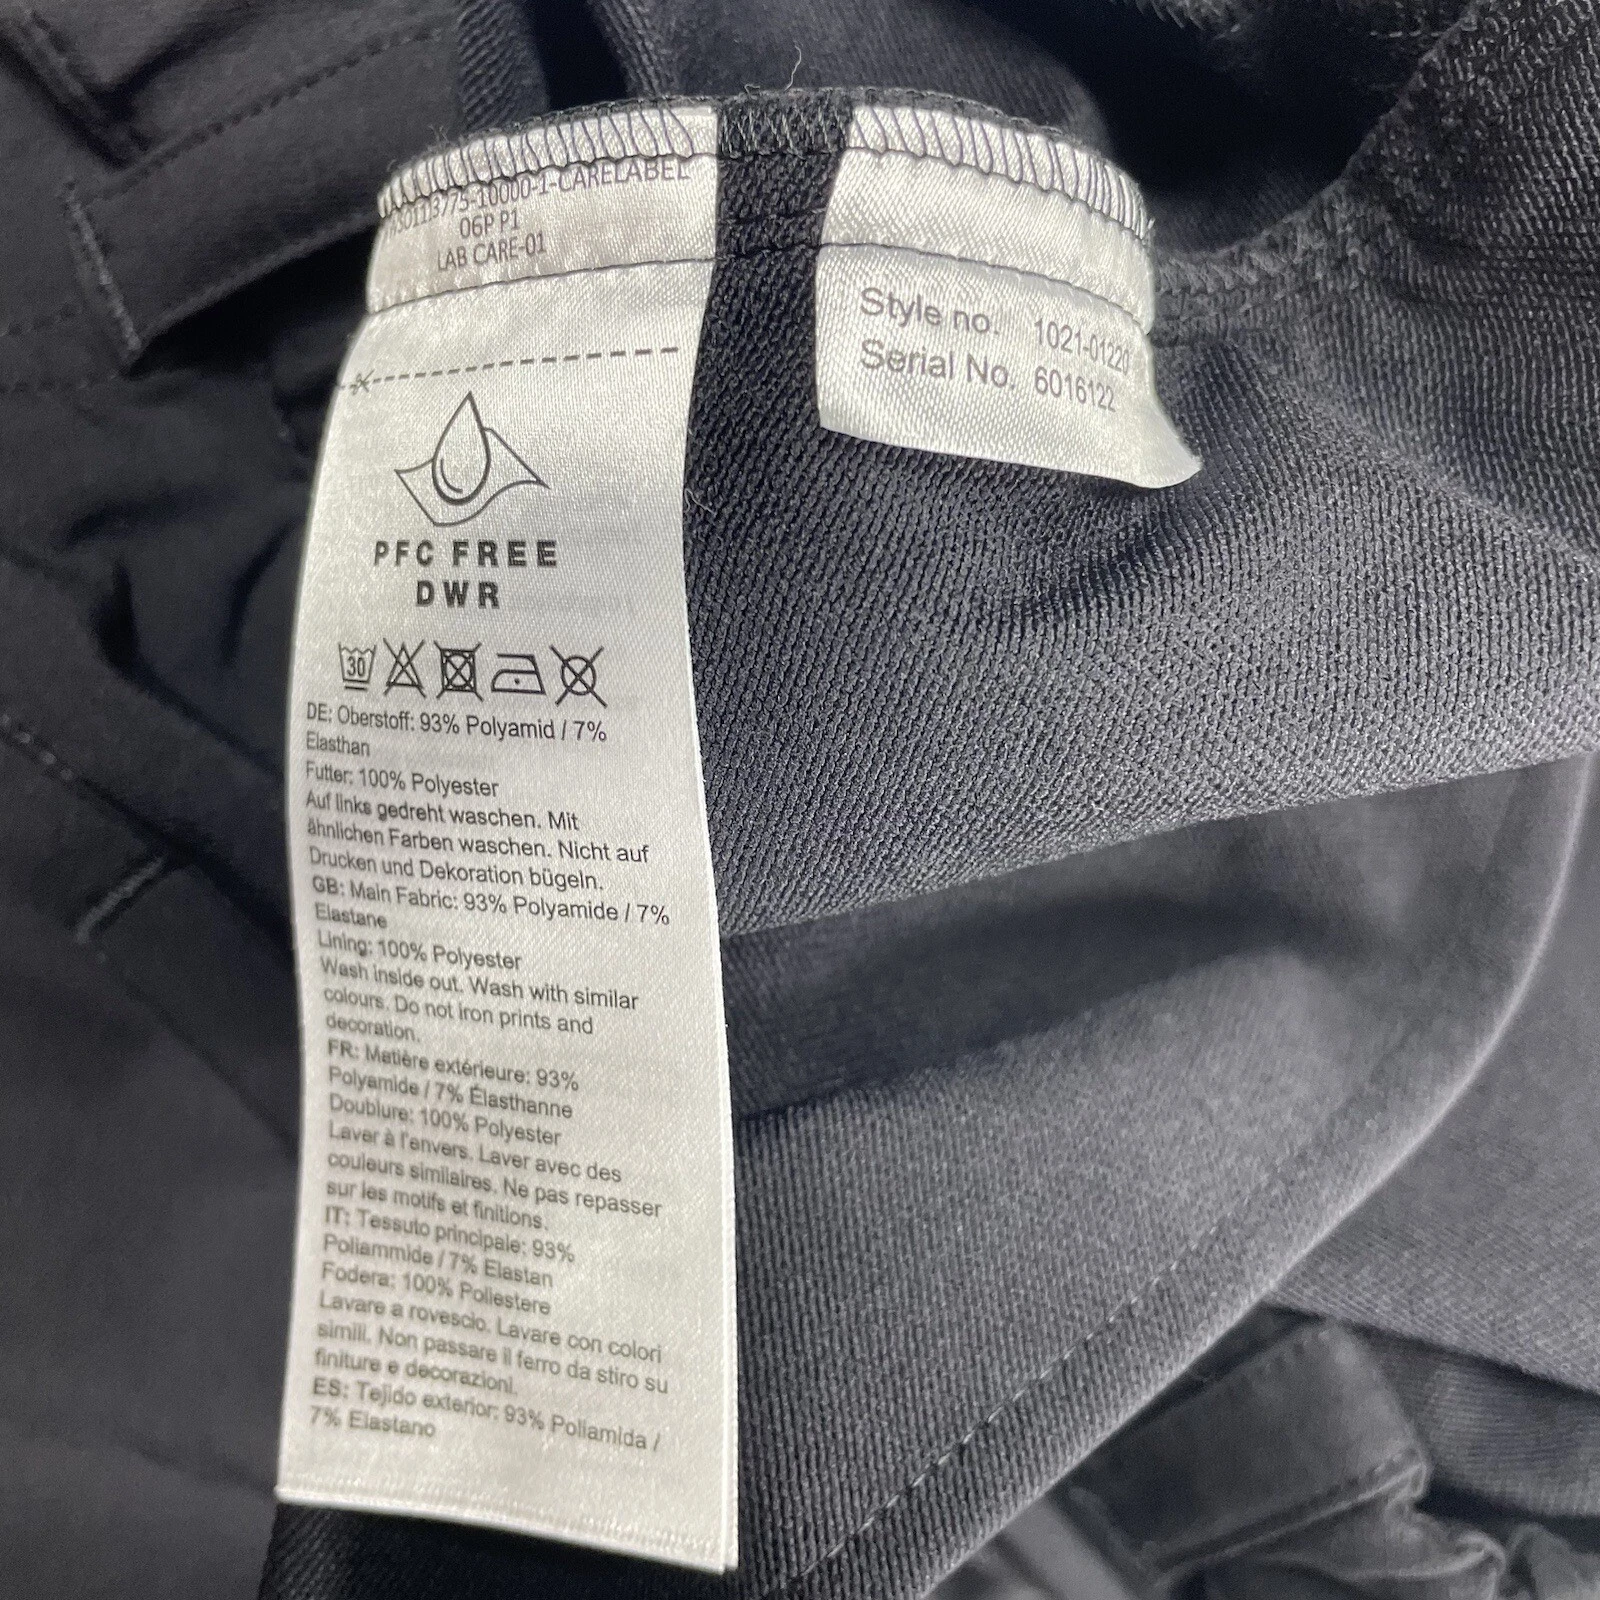 10000-1-CARELABEL
06P P1
LAB CARE-01
PFC FREE
DWR
30
DE: Oberstoff: 93% Polyamid / 7%
Elasthan
Futter: 100% Polyester
Auf links gedreht waschen. Mit
ähnlichen Farben waschen. Nicht auf
Drucken und Dekoration bügeln.
GB: Main Fabric: 93% Polyamide / 7%
Elastane
Lining: 100% Polyester
Wash inside out. Wash with similar
colours. Do not iron prints and
decoration.
FR: Matière extérieure: 93%
Polyamide / 7% Élasthanne
Doublure: 100% Polyester
Laver à l'envers. Laver avec des
couleurs similaires. Ne pas repasser
sur les motifs et finitions.
IT: Tessuto principale: 93%
Poliammide / 7% Elastan
Fodera: 100% Poliestere
Lavare a rovescio. Lavare con colori
simili. Non passare il ferro da stiro su
finiture e decorazioni.
ES: Tejido exterior: 93% Poliamida /
7% Elastano
Style no. 1021-01220
Serial No. 6016122